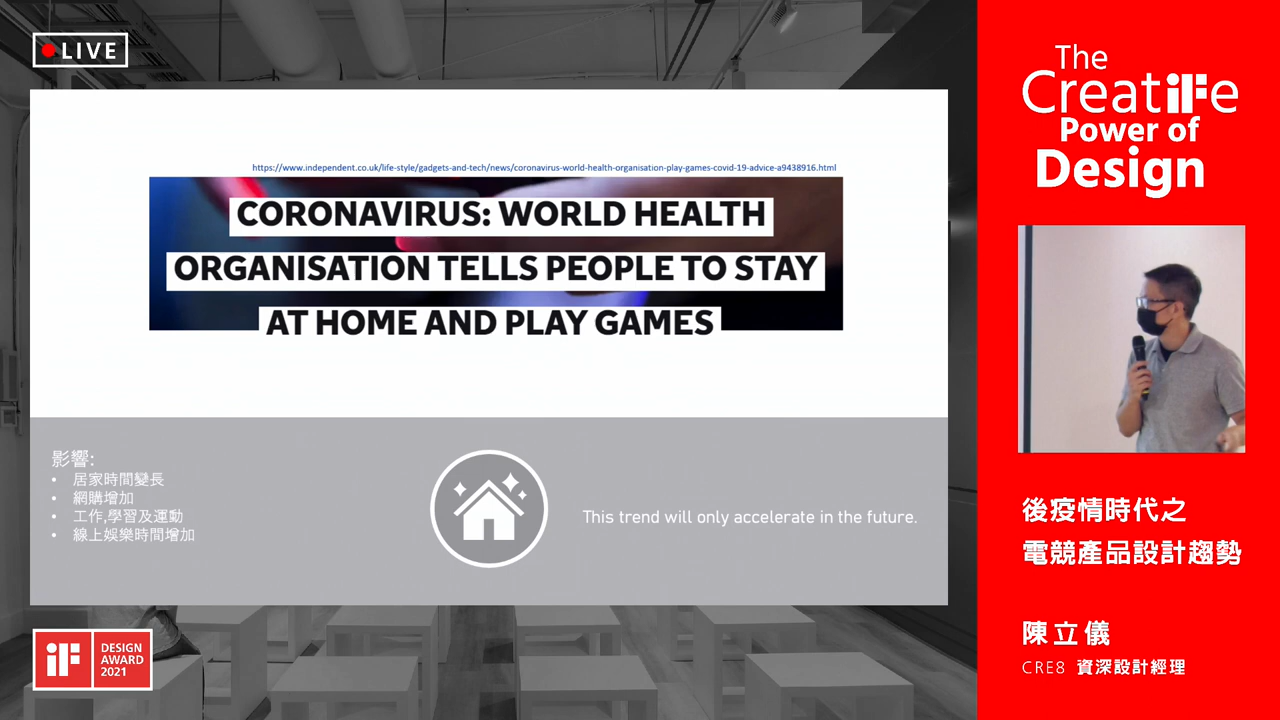 LIVE
https://www.independent.co.uk/life-style/gadgets-and-tech/news/coronavirus-world-health-organisation-play-games-covid-19-advice-a9438916.html
CORONAVIRUS: WORLD HEALTH
ORGANISATION TELLS PEOPLE TO STAY
AT HOME AND PLAY GAMES
影響:
• 居家時間變長
• 網購增加
• 工作,學習及運動
• 線上娛樂時間增加
This trend will only accelerate in the future.
iF
DESIGN
AWARD
2021
The
Creatife
Power of
Design
後疫情時代之
電競產品設計趨勢
陳立儀
CRE8 資深設計經理